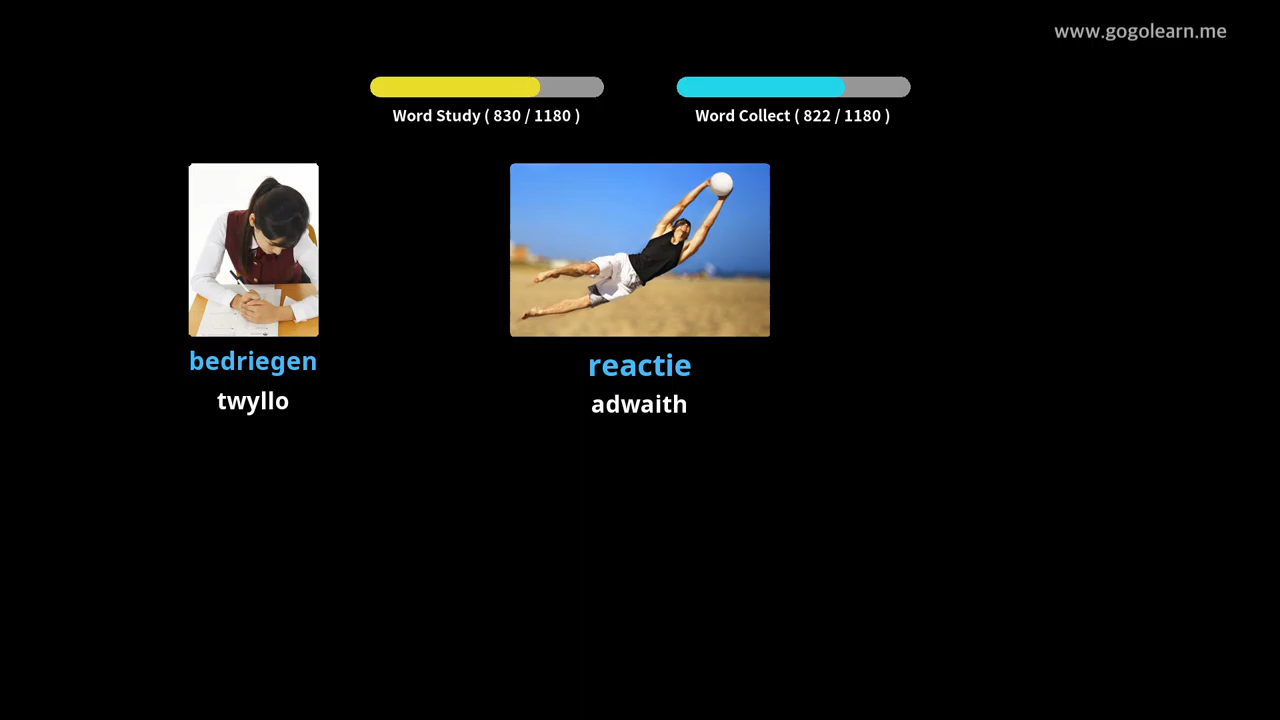 www.gogolearn.me
Word Study ( 830 / 1180 )
Word Collect ( 822 / 1180 )
bedriegen
twyllo
reactie
adwaith